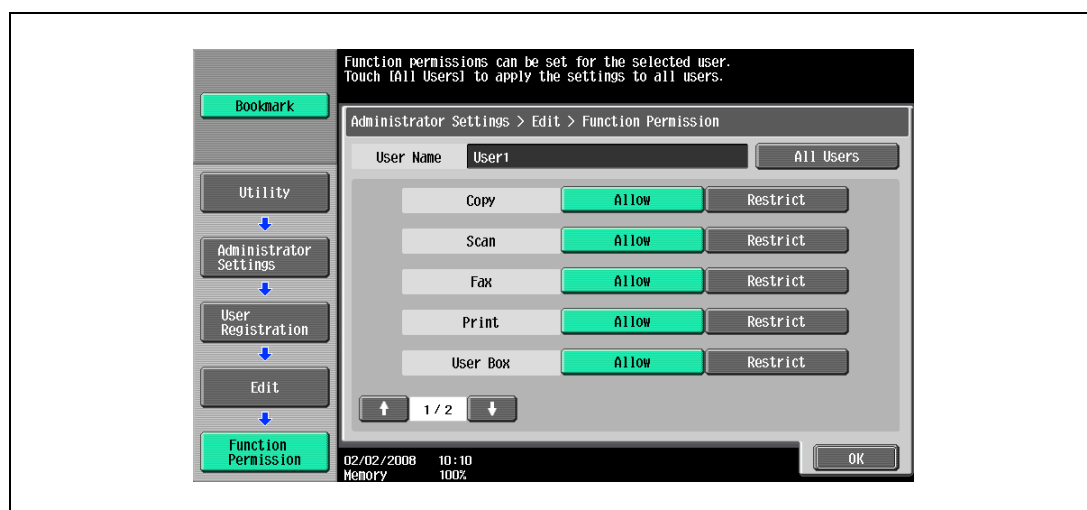 Function permissions can be set for the selected user.
Touch [All Users] to apply the settings to all users.
Bookmark
Administrator Settings > Edit > Function Permission
User Name User1 All Users
Utility
Administrator
Settings
User
Registration
Edit
Function
Permission
Copy Allow Restrict
Scan Allow Restrict
Fax Allow Restrict
Print Allow Restrict
User Box Allow Restrict
1 / 2
02/02/2008 10:10
Memory 100%
OK